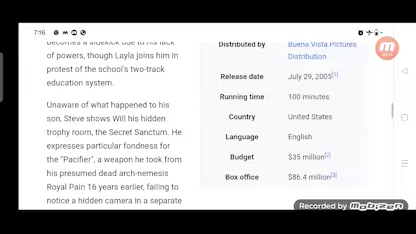 7:16
becomes a sidekick due to his lack
of powers, though Layla joins him in
protest of the school's two-track
education system.
Unaware of what happened to his
son, Steve shows Will his hidden
trophy room, the Secret Sanctum. He
expresses particular fondness for
the "Pacifier", a weapon he took from
his presumed dead arch-nemesis
Royal Pain 16 years earlier, failing to
notice a hidden camera in a separate
Distributed by Buena Vista Pictures
Distribution
Release date July 29, 2005[1]
Running time 100 minutes
Country United States
Language English
Budget $35 million[2]
Box office $86.4 million[3]
Recorded by Mobizen